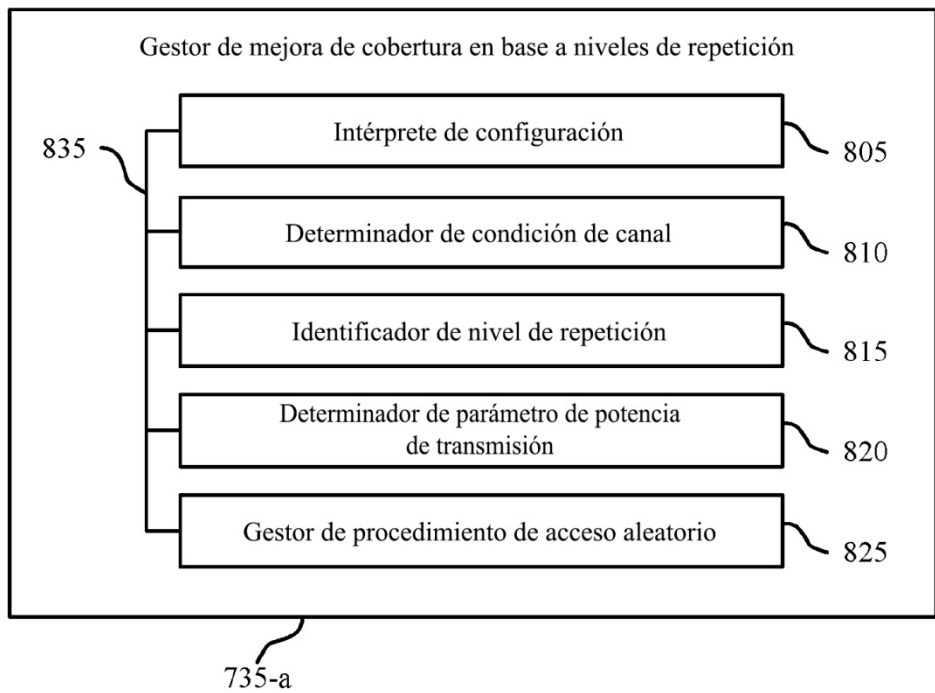 Gestor de mejora de cobertura en base a niveles de repetición
Intérprete de configuración
835
805
Determinador de condición de canal
810
Identificador de nivel de repetición
815
Determinador de parámetro de potencia
de transmisión
820
Gestor de procedimiento de acceso aleatorio
825
735-a